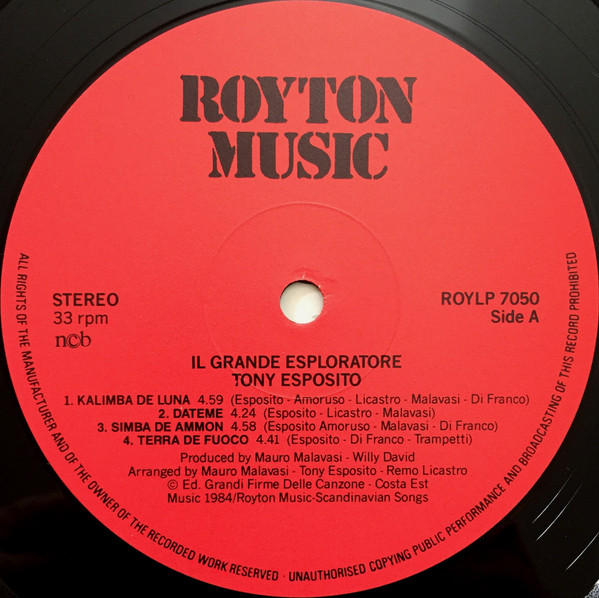 ROYTON
MUSIC
STEREO
33 rpm
ncb
ROYLP 7050
Side A
IL GRANDE ESPLORATORE
TONY ESPOSITO
1. KALIMBA DE LUNA 4.59 (Esposito - Amoruso - Licastro - Malavasi - Di Franco)
2. DATEME 4.24 (Esposito - Licastro - Malavasi)
3. SIMBA DE AMMON 4.58 (Esposito Amoruso - Malavasi - Di Franco)
4. TERRA DE FUOCO 4.41 (Esposito - Di Franco - Trampetti)
Produced by Mauro Malavasi - Willy David
Arranged by Mauro Malavasi - Tony Esposito - Remo Licastro
© Ed. Grandi Firme Delle Canzone - Costa Est
Music 1984/Royton Music-Scandinavian Songs
ALL RIGHTS OF THE MANUFACTURER AND OF THE OWNER OF THE RECORDED WORK RESERVED · UNAUTHORISED COPYING PUBLIC PERFORMANCE AND BROADCASTING OF THIS RECORD PROHIBITED